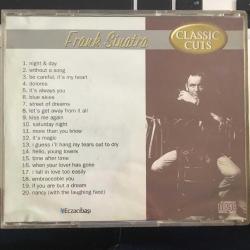 Frank Sinatra
CLASSIC
CUTS
1. night & day
2. without a song
3. be careful, it's my heart
4. dolores
5. it's always you
6. blue skies
7. street of dreams
8. let's get away from it all
9. kiss me again
10. saturday night
11. more than you know
12. it's magic
13. i guess i'll hang my tears out to dry
14. hello, young lovers
15. time after time
16. when your lover has gone
17. i fall in love too easily
18. embraceable you
19. if you are but a dream
20. nancy (with the laughing face)
Eczacıbaşı